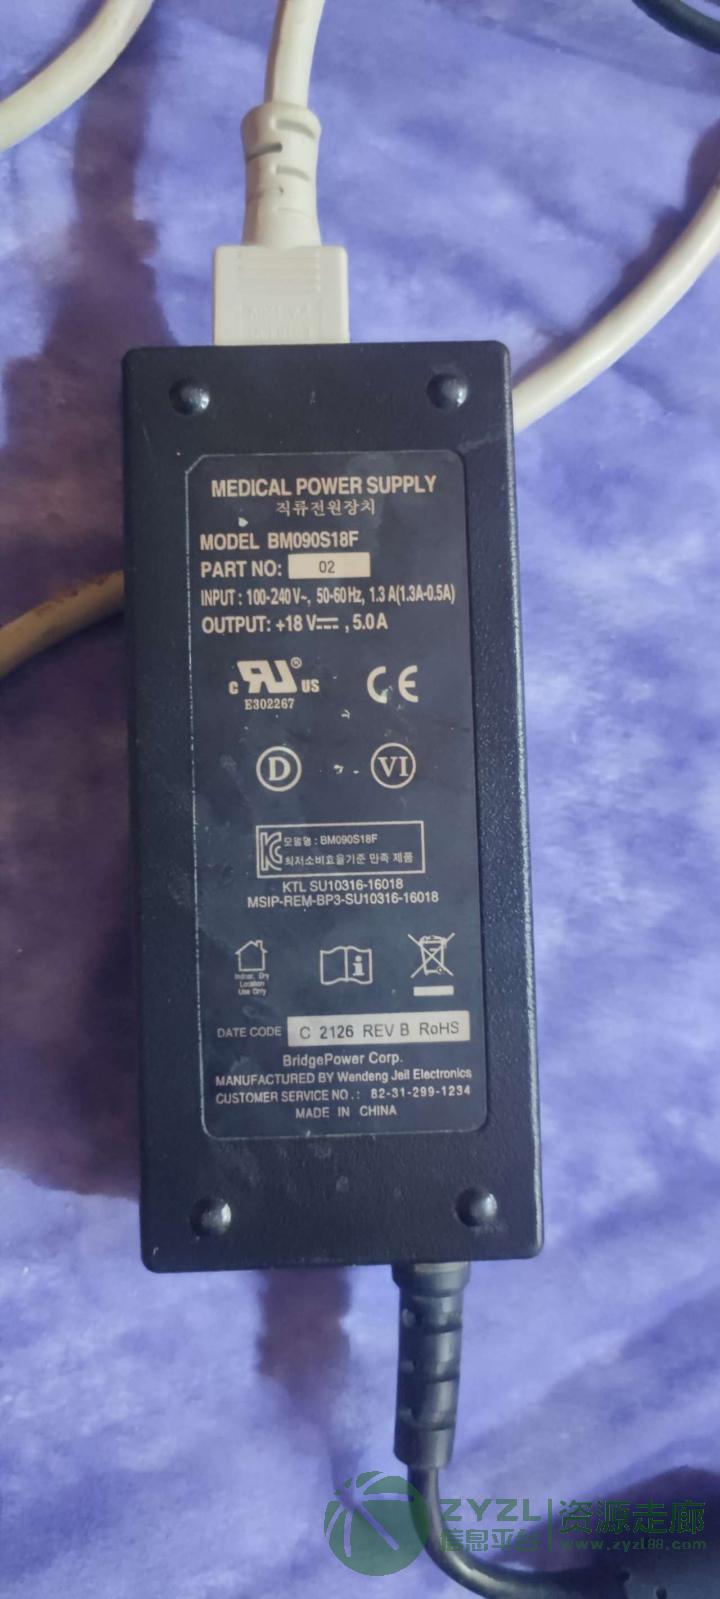 MEDICAL POWER SUPPLY
직류전원장치
MODEL BM090S18F
PART NO: 02
INPUT : 100-240 V~, 50-60 Hz, 1.3 A(1.3A-0.5A)
OUTPUT: +18 V⎓, 5.0 A
C RU ® US
E302267
CE
D VI
모델명 : BM090S18F
최저소비효율기준 만족 제품
KTL SU10316-16018
MSIP-REM-BP3-SU10316-16018
Indoor, Dry
Location
Use Only
DATE CODE C 2126 REV B RoHS
BridgePower Corp.
MANUFACTURED BY Wendeng Jeil Electronics
CUSTOMER SERVICE NO.: 82-31-299-1234
MADE IN CHINA
ZYZL 资源走廊
信息平台 www.zyzl88.com